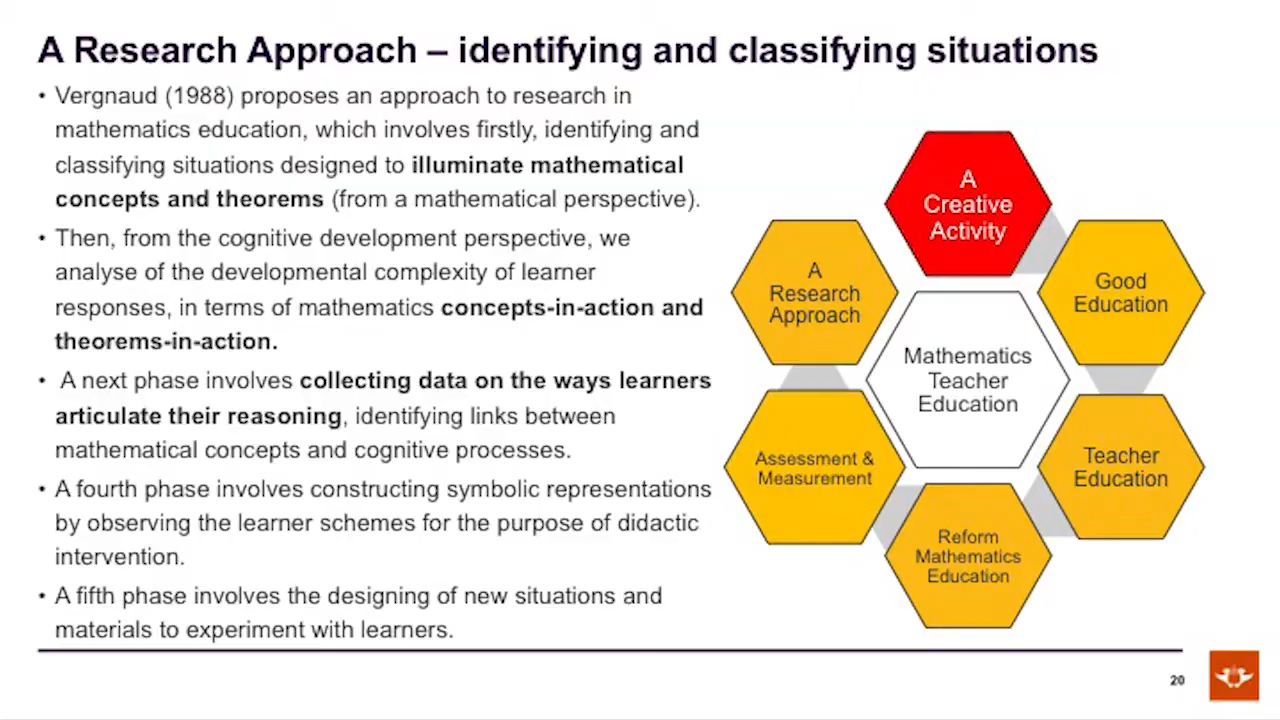 A Research Approach – identifying and classifying situations
• Vergnaud (1988) proposes an approach to research in
mathematics education, which involves firstly, identifying and
classifying situations designed to illuminate mathematical
concepts and theorems (from a mathematical perspective).
• Then, from the cognitive development perspective, we
analyse of the developmental complexity of learner
responses, in terms of mathematics concepts-in-action and
theorems-in-action.
• A next phase involves collecting data on the ways learners
articulate their reasoning, identifying links between
mathematical concepts and cognitive processes.
• A fourth phase involves constructing symbolic representations
by observing the learner schemes for the purpose of didactic
intervention.
• A fifth phase involves the designing of new situations and
materials to experiment with learners.
A
Creative
Activity
Good
Education
Teacher
Education
Reform
Mathematics
Education
Assessment &
Measurement
A
Research
Approach
Mathematics
Teacher
Education
20